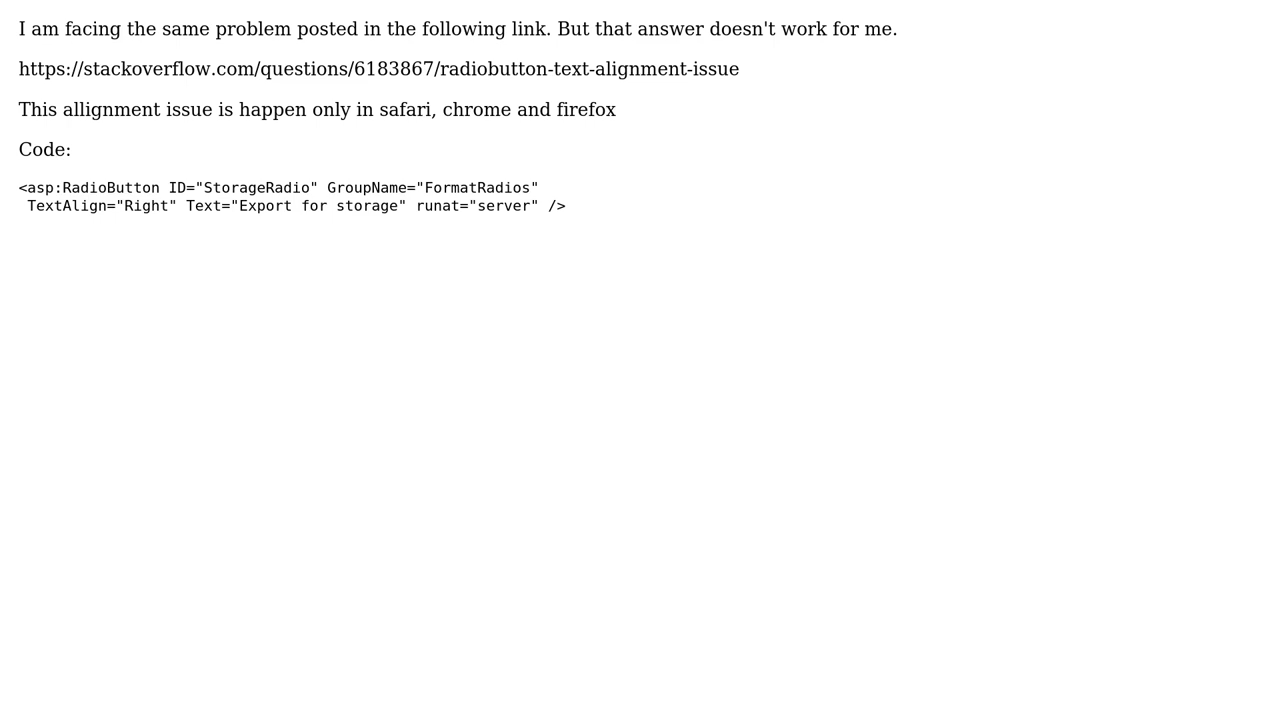 I am facing the same problem posted in the following link. But that answer doesn't work for me.
https://stackoverflow.com/questions/6183867/radiobutton-text-alignment-issue
This allignment issue is happen only in safari, chrome and firefox
Code:
<asp:RadioButton ID="StorageRadio" GroupName="FormatRadios"
 TextAlign="Right" Text="Export for storage" runat="server" />